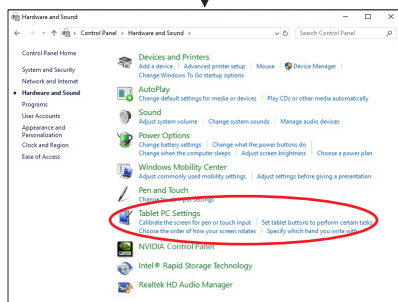 Hardware and Sound
Control Panel › Hardware and Sound ›
Search Control Panel
Control Panel Home
System and Security
Network and Internet
Hardware and Sound
Programs
User Accounts
Appearance and
Personalization
Clock and Region
Ease of Access
Devices and Printers
Add a device | Advanced printer setup | Mouse | Device Manager |
Change Windows To Go startup options
AutoPlay
Change default settings for media or devices | Play CDs or other media automatically
Sound
Adjust system volume | Change system sounds | Manage audio devices
Power Options
Change battery settings | Change what the power buttons do |
Change when the computer sleeps | Adjust screen brightness | Choose a power plan
Windows Mobility Center
Adjust commonly used mobility settings | Adjust settings before giving a presentation
Pen and Touch
Change touch input settings
Tablet PC Settings
Calibrate the screen for pen or touch input | Set tablet buttons to perform certain tasks
Choose the order of how your screen rotates | Specify which hand you write with
NVIDIA Control Panel
Intel® Rapid Storage Technology
Realtek HD Audio Manager